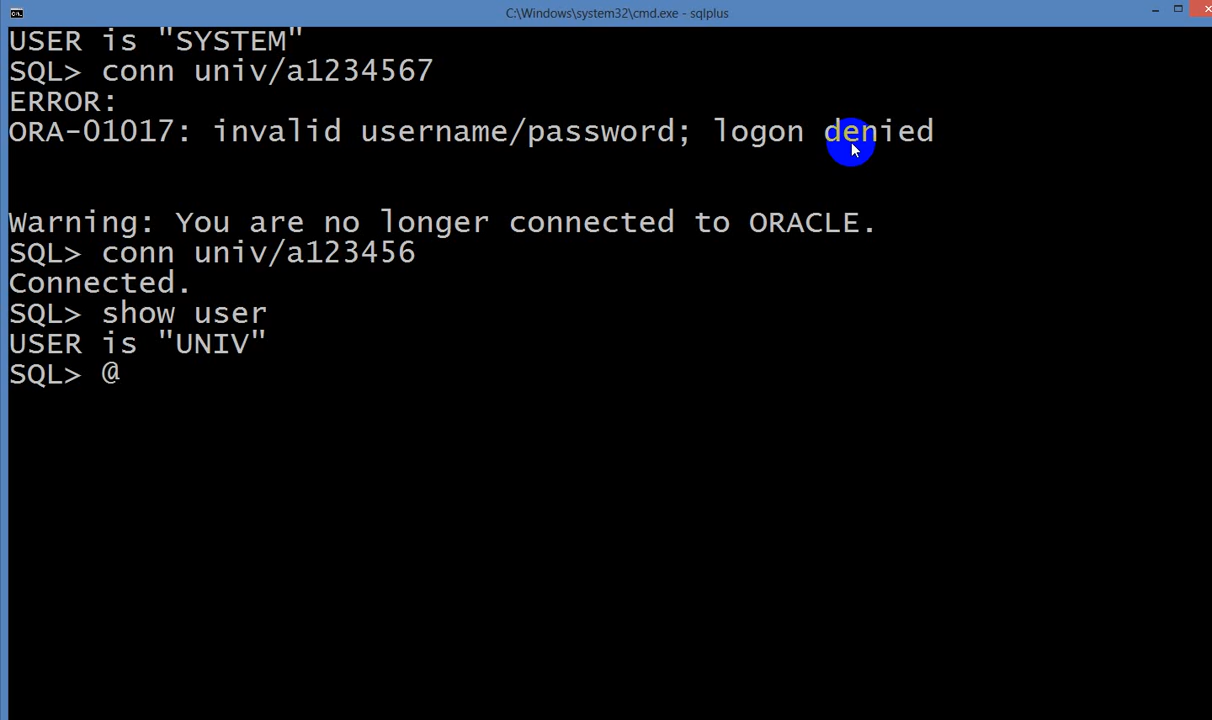 C:\Windows\system32\cmd.exe - sqlplus
USER is "SYSTEM"
SQL> conn univ/a1234567
ERROR:
ORA-01017: invalid username/password; logon denied
Warning: You are no longer connected to ORACLE.
SQL> conn univ/a123456
Connected.
SQL> show user
USER is "UNIV"
SQL> @